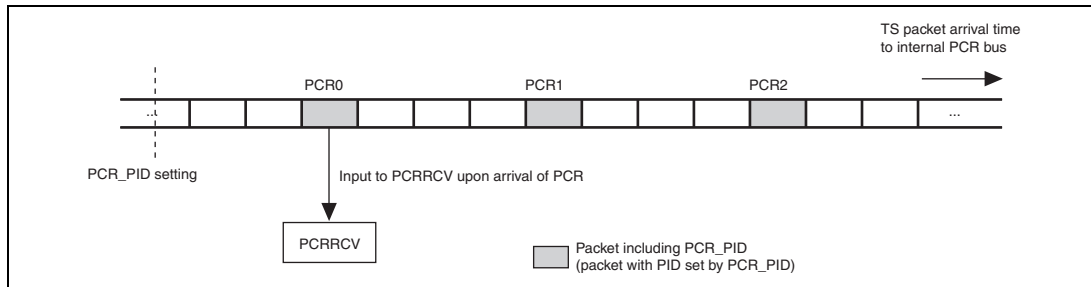 TS packet arrival time
to internal PCR bus
PCR0
PCR1
PCR2
...
...
PCR_PID setting
Input to PCRRCV upon arrival of PCR
PCRRCV
Packet including PCR_PID
(packet with PID set by PCR_PID)